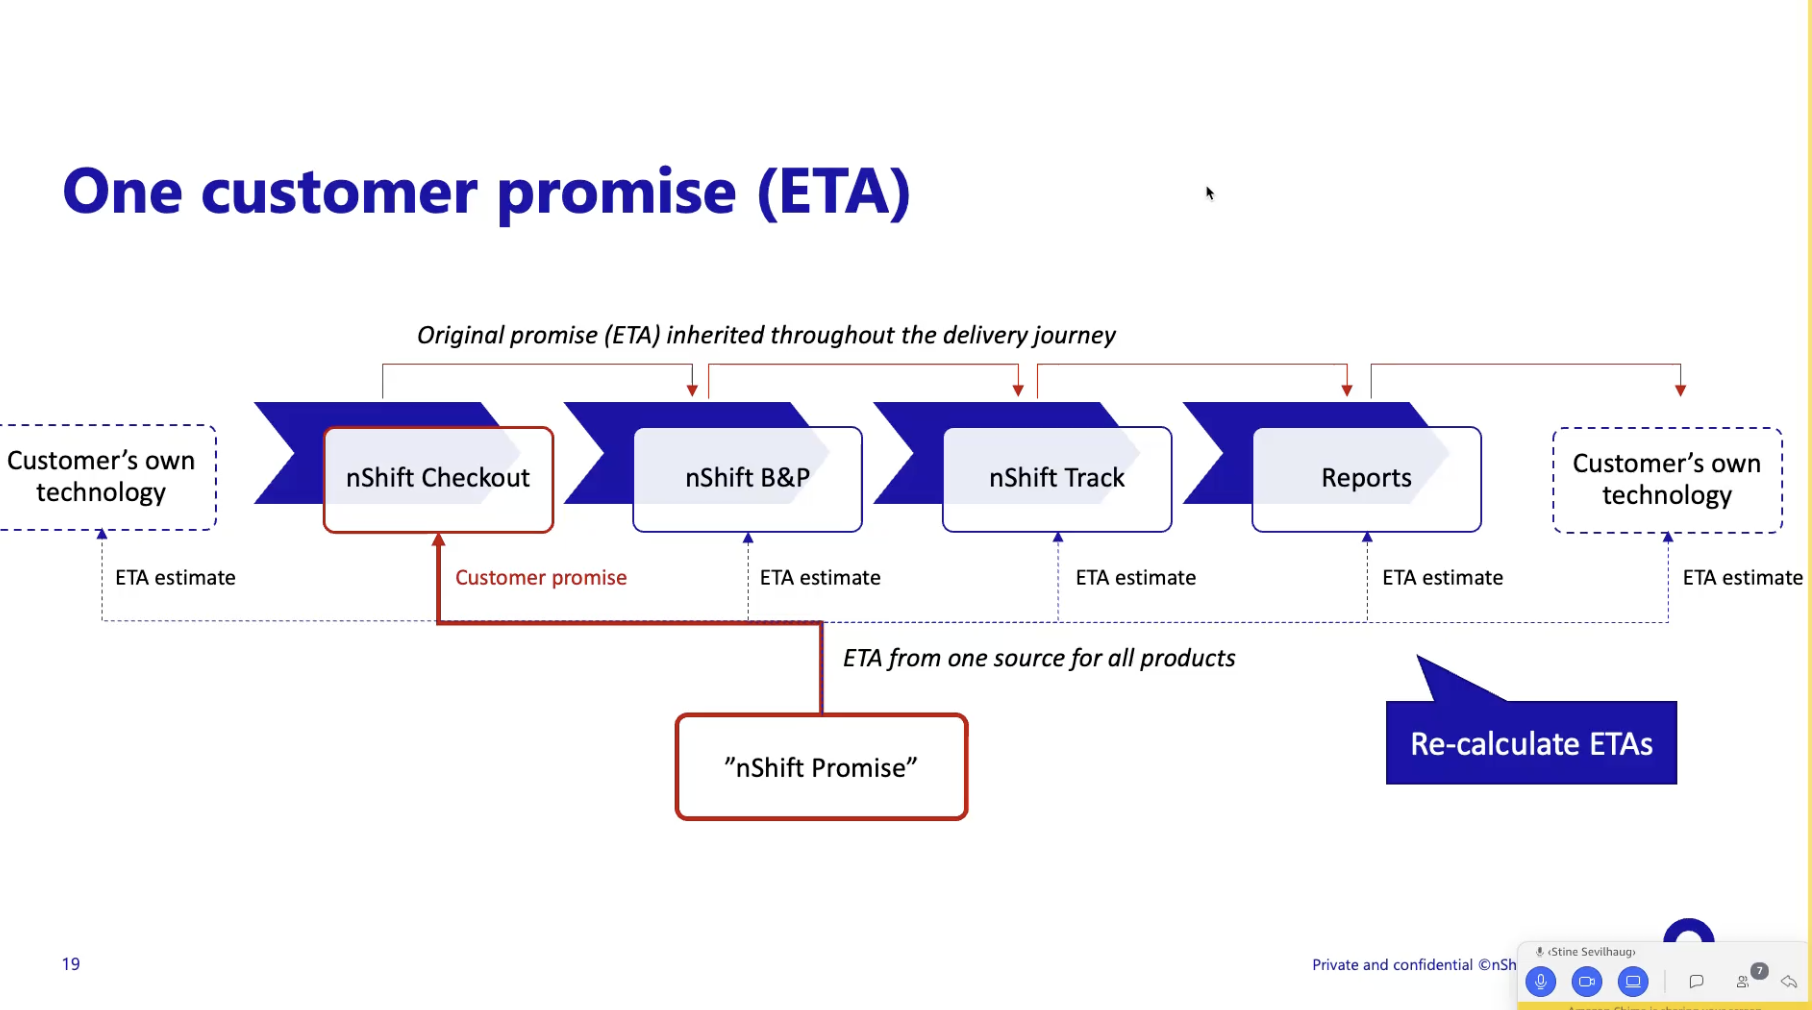 One customer promise (ETA)
Original promise (ETA) inherited throughout the delivery journey
Customer’s own
technology
nShift Checkout
nShift B&P
nShift Track
Reports
Customer’s own
technology
ETA estimate
Customer promise
ETA estimate
ETA estimate
ETA estimate
ETA estimate
ETA from one source for all products
”nShift Promise”
Re-calculate ETAs
19
Private and confidential ©nSh
‹Stine Sevilhaug›
7